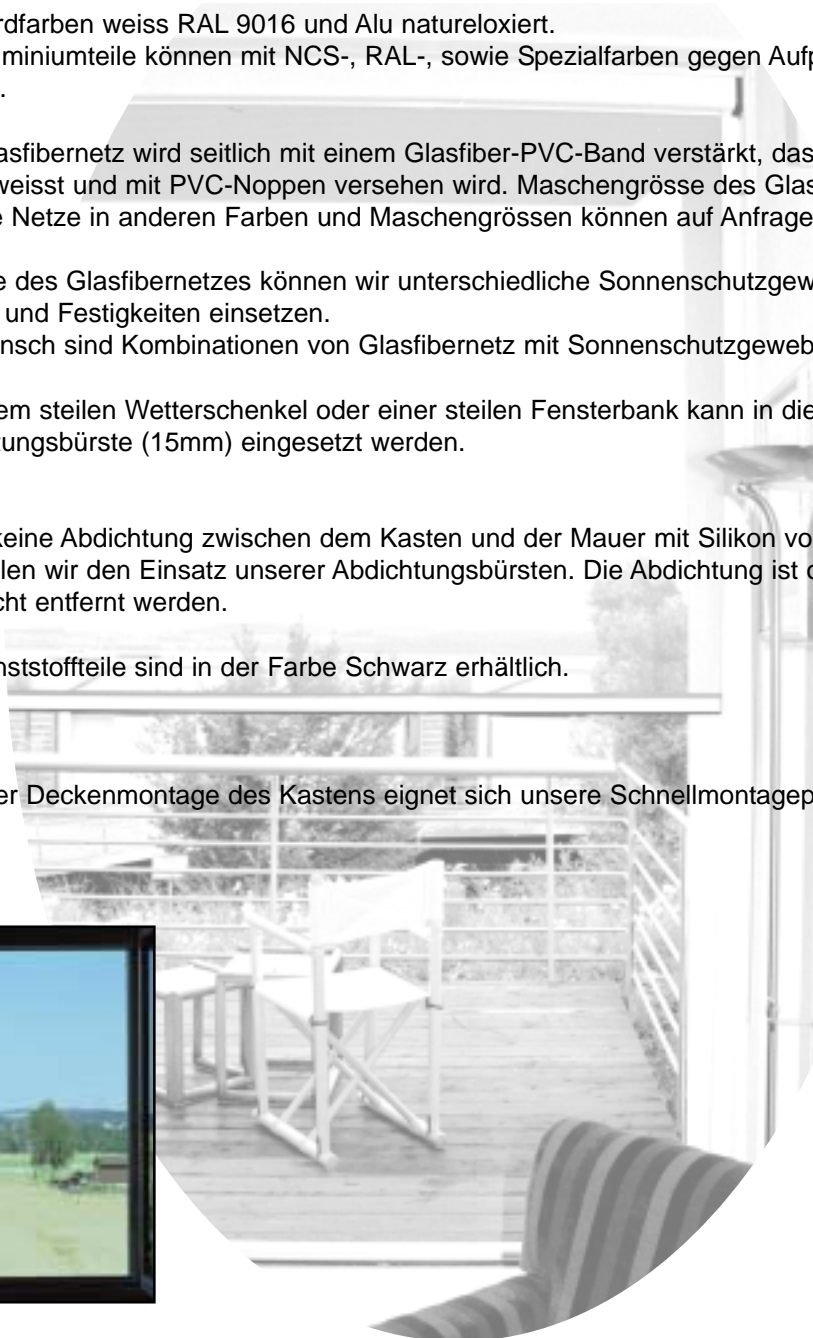 rdfarben weiss RAL 9016 und Alu natureloxiert.
miniumteile können mit NCS-, RAL-, sowie Spezialfarben gegen Aufp
.
asfibernetz wird seitlich mit einem Glasfiber-PVC-Band verstärkt, das
weisst und mit PVC-Noppen versehen wird. Maschengrösse des Glas
e Netze in anderen Farben und Maschengrössen können auf Anfrage
e des Glasfibernetzes können wir unterschiedliche Sonnenschutzgew
und Festigkeiten einsetzen.
nsch sind Kombinationen von Glasfibernetz mit Sonnenschutzgeweb
em steilen Wetterschenkel oder einer steilen Fensterbank kann in die
tungsbürste (15mm) eingesetzt werden.
keine Abdichtung zwischen dem Kasten und der Mauer mit Silikon vo
len wir den Einsatz unserer Abdichtungsbürsten. Die Abdichtung ist d
cht entfernt werden.
nststoffteile sind in der Farbe Schwarz erhältlich.
er Deckenmontage des Kastens eignet sich unsere Schnellmontagep